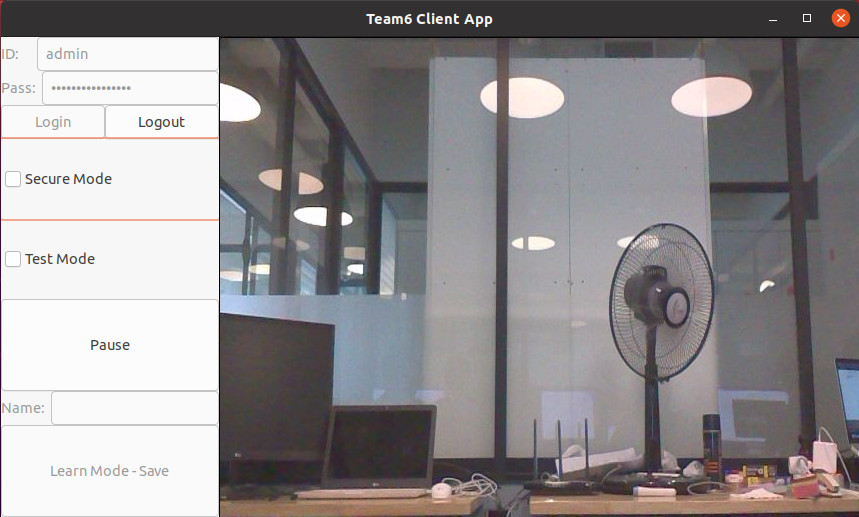 Team6 Client App
ID: admin
Pass: ••••••••••••••••
Login Logout
Secure Mode
Test Mode
Pause
Name:
Learn Mode - Save